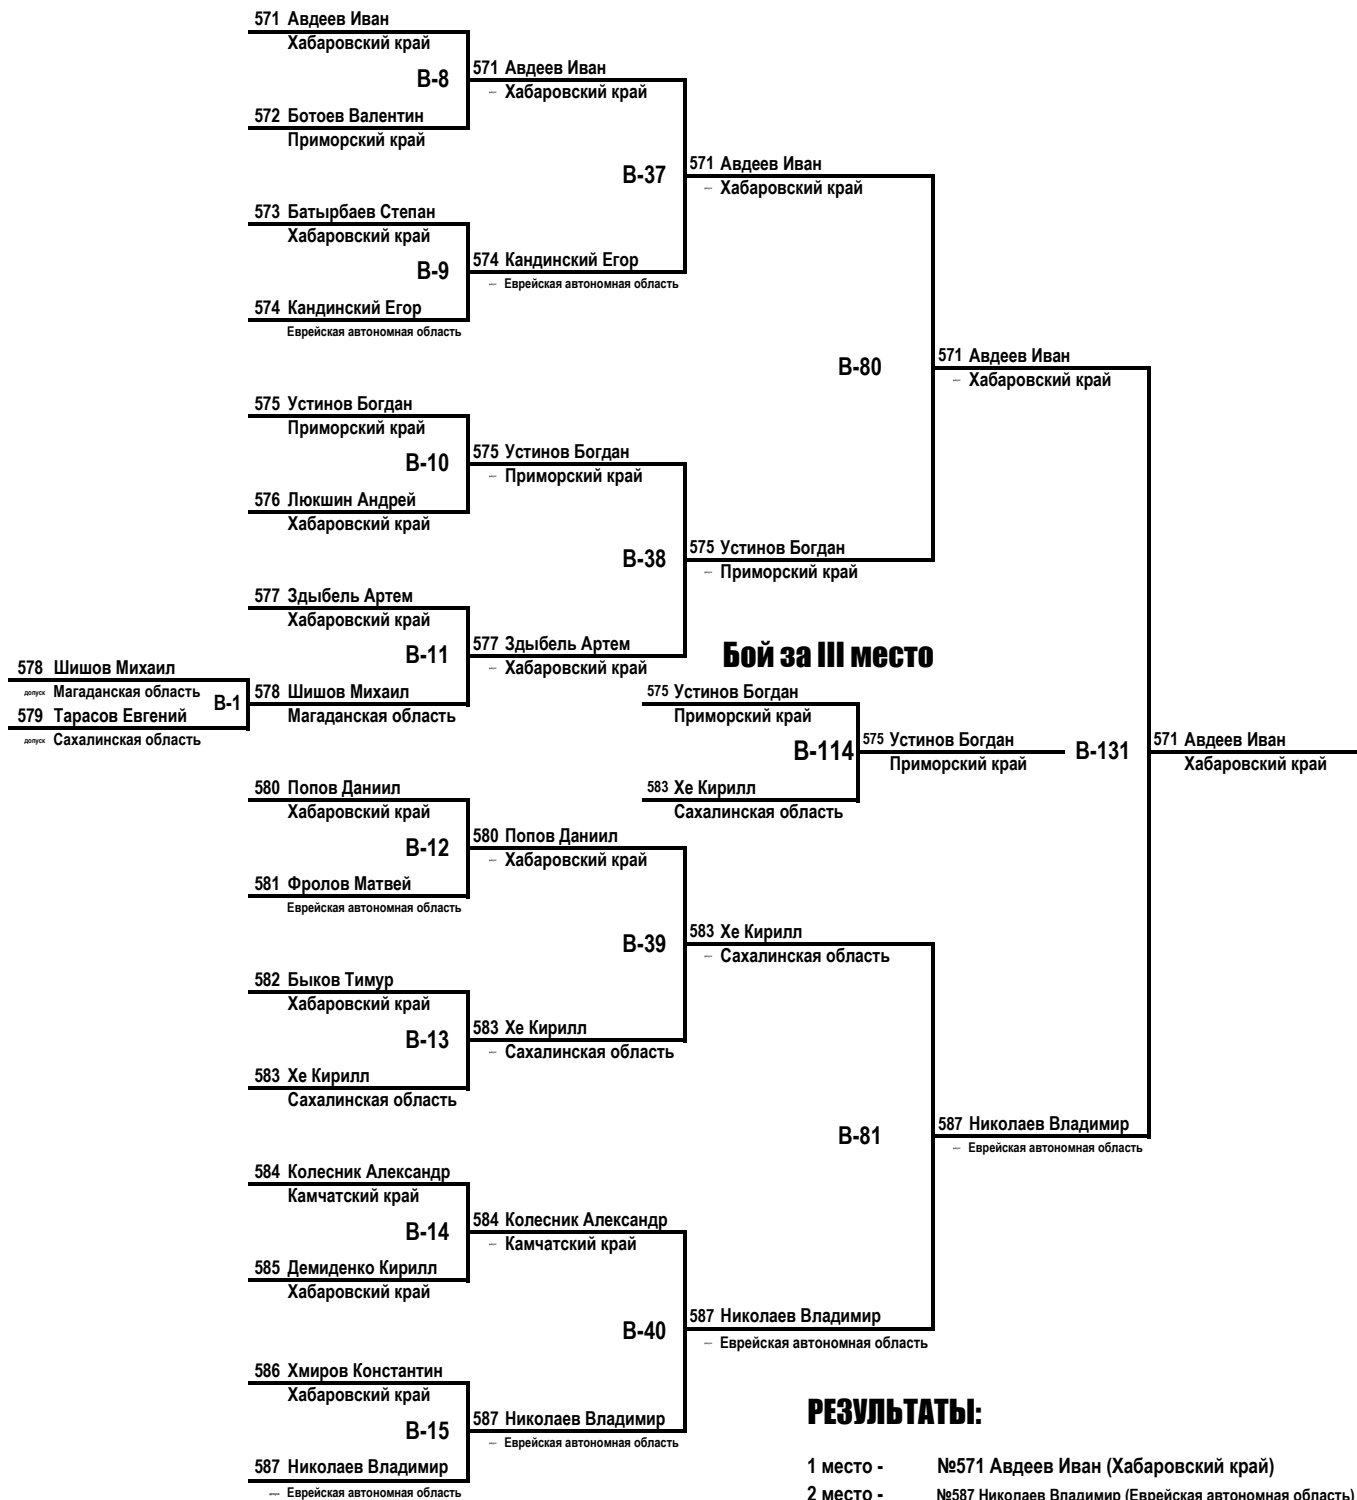 571 Авдеев Иван
Хабаровский край
В-8
571 Авдеев Иван
Хабаровский край
572 Ботоев Валентин
Приморский край
В-37
571 Авдеев Иван
Хабаровский край
573 Батырбаев Степан
Хабаровский край
В-9
574 Кандинский Егор
Еврейская автономная область
574 Кандинский Егор
Еврейская автономная область
В-80
571 Авдеев Иван
Хабаровский край
575 Устинов Богдан
Приморский край
В-10
575 Устинов Богдан
Приморский край
576 Люкшин Андрей
Хабаровский край
В-38
575 Устинов Богдан
Приморский край
577 Здыбель Артем
Хабаровский край
В-11
577 Здыбель Артем
Хабаровский край
Бой за III место
578 Шишов Михаил
допуск Магаданская область
В-1
579 Тарасов Евгений
допуск Сахалинская область
578 Шишов Михаил
Магаданская область
575 Устинов Богдан
Приморский край
В-114
575 Устинов Богдан
Приморский край
В-131
571 Авдеев Иван
Хабаровский край
583 Хе Кирилл
Сахалинская область
580 Попов Даниил
Хабаровский край
В-12
580 Попов Даниил
Хабаровский край
581 Фролов Матвей
Еврейская автономная область
В-39
583 Хе Кирилл
Сахалинская область
582 Быков Тимур
Хабаровский край
В-13
583 Хе Кирилл
Сахалинская область
583 Хе Кирилл
Сахалинская область
В-81
587 Николаев Владимир
Еврейская автономная область
584 Колесник Александр
Камчатский край
В-14
584 Колесник Александр
Камчатский край
585 Демиденко Кирилл
Хабаровский край
В-40
587 Николаев Владимир
Еврейская автономная область
586 Хмиров Константин
Хабаровский край
В-15
587 Николаев Владимир
Еврейская автономная область
587 Николаев Владимир
Еврейская автономная область
РЕЗУЛЬТАТЫ:
1 место - №571 Авдеев Иван (Хабаровский край)
2 место - №587 Николаев Владимир (Еврейская автономная область)